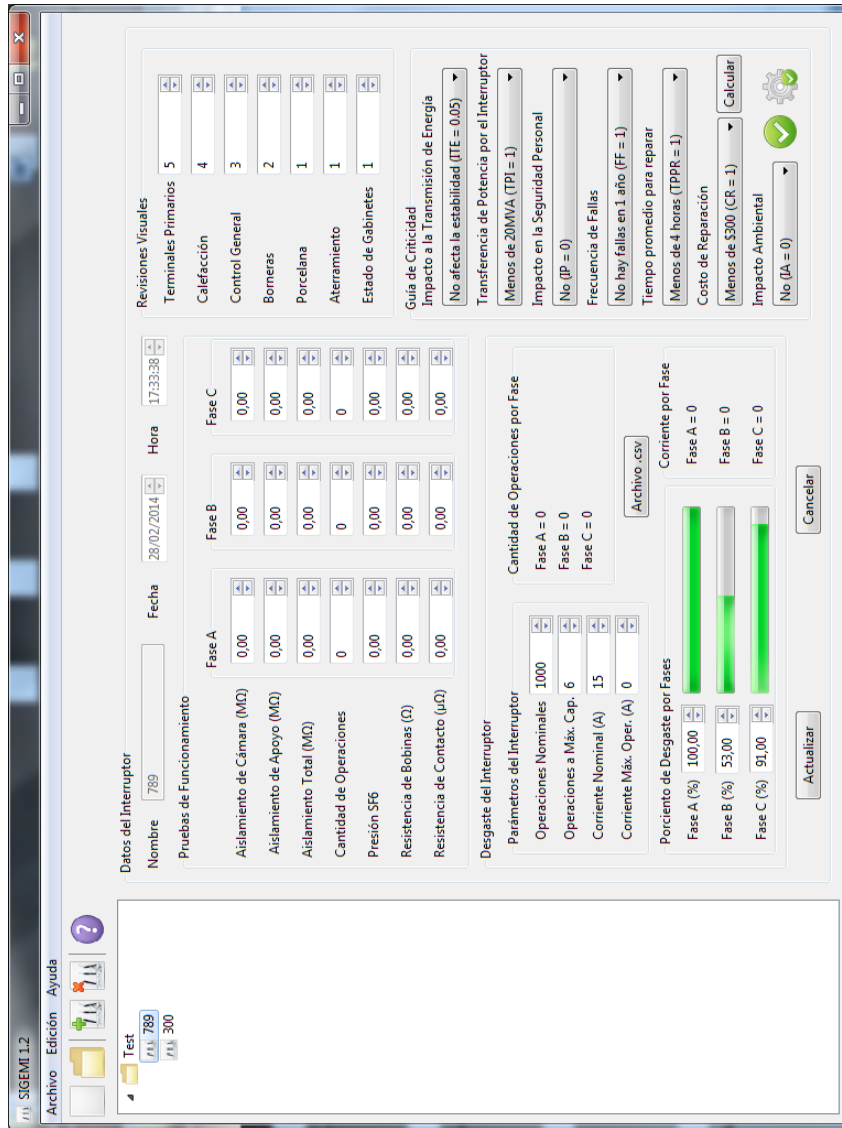 SIGEMI 1.2
Archivo Edición Ayuda
Test
789
300
Datos del Interruptor
Nombre 789 Fecha 28/02/2014 Hora 17:33:38
Pruebas de Funcionamiento
Fase A Fase B Fase C
Aislamiento de Cámara (MΩ) 0,00 0,00 0,00
Aislamiento de Apoyo (MΩ) 0,00 0,00 0,00
Aislamiento Total (MΩ) 0,00 0,00 0,00
Cantidad de Operaciones 0 0 0
Presión SF6 0,00 0,00 0,00
Resistencia de Bobinas (Ω) 0,00 0,00 0,00
Resistencia de Contacto (μΩ) 0,00 0,00 0,00
Desgaste del Interruptor
Parámetros del Interruptor
Operaciones Nominales 1000
Operaciones a Máx. Cap. 6
Corriente Nominal (A) 15
Corriente Máx. Oper. (A) 0
Cantidad de Operaciones por Fase
Fase A = 0
Fase B = 0
Fase C = 0
Archivo .csv
Porciento de Desgaste por Fases
Fase A (%) 100,00
Fase B (%) 53,00
Fase C (%) 91,00
Corriente por Fase
Fase A = 0
Fase B = 0
Fase C = 0
Actualizar Cancelar
Revisiones Visuales
Terminales Primarios 5
Calefacción 4
Control General 3
Borneras 2
Porcelana 1
Aterramiento 1
Estado de Gabinetes 1
Guía de Criticidad
Impacto a la Transmisión de Energía
No afecta la estabilidad (ITE = 0.05)
Transferencia de Potencia por el Interruptor
Menos de 20MVA (TPI = 1)
Impacto en la Seguridad Personal
No (IP = 0)
Frecuencia de Fallas
No hay fallas en 1 año (FF = 1)
Tiempo promedio para reparar
Menos de 4 horas (TPPR = 1)
Costo de Reparación
Menos de $300 (CR = 1) Calcular
Impacto Ambiental
No (IA = 0)